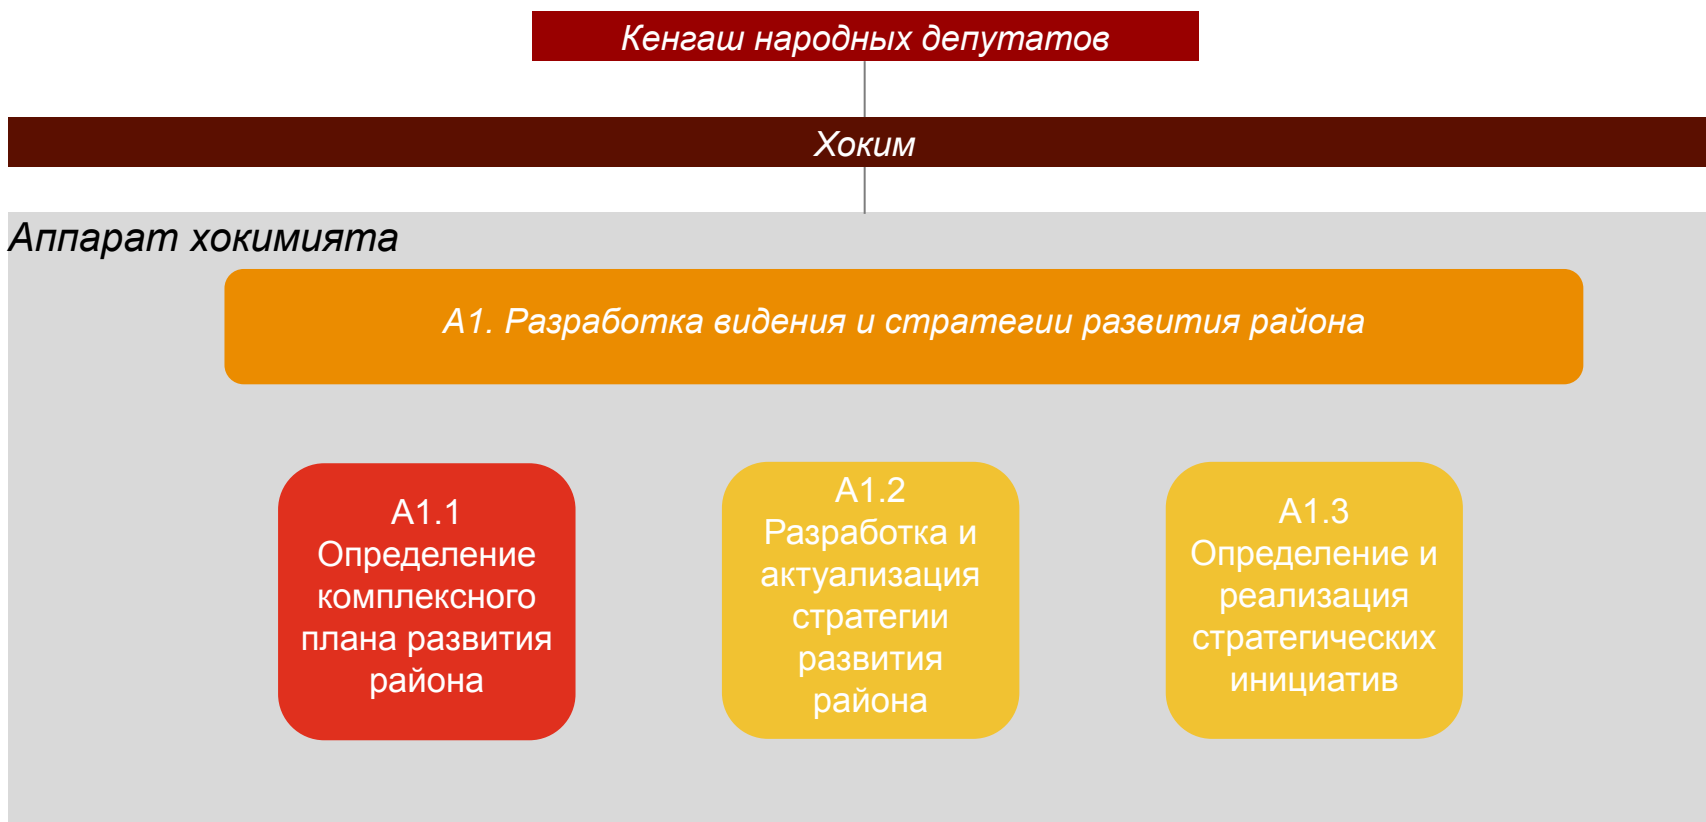 Кенгаш народных депутатов
Хоким
Аппарат хокимията
А1. Разработка видения и стратегии развития района
А1.1
Определение
комплексного
плана развития
района
А1.2
Разработка и
актуализация
стратегии
развития
района
А1.3
Определение и
реализация
стратегических
инициатив